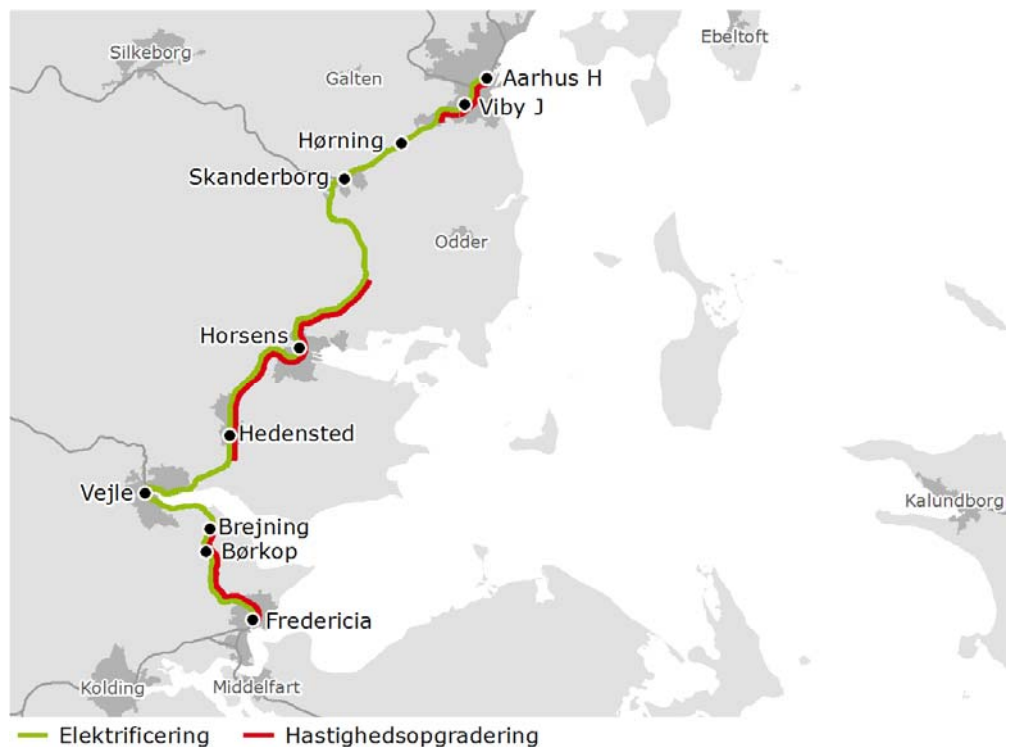 Ebeltoft
Silkeborg
Galten
Aarhus H
Viby J
Hørning
Skanderborg
Odder
Horsens
Hedensted
Vejle
Kalundborg
Brejning
Børkop
Fredericia
Kolding
Middelfart
Elektrificering
Hastighedsopgradering